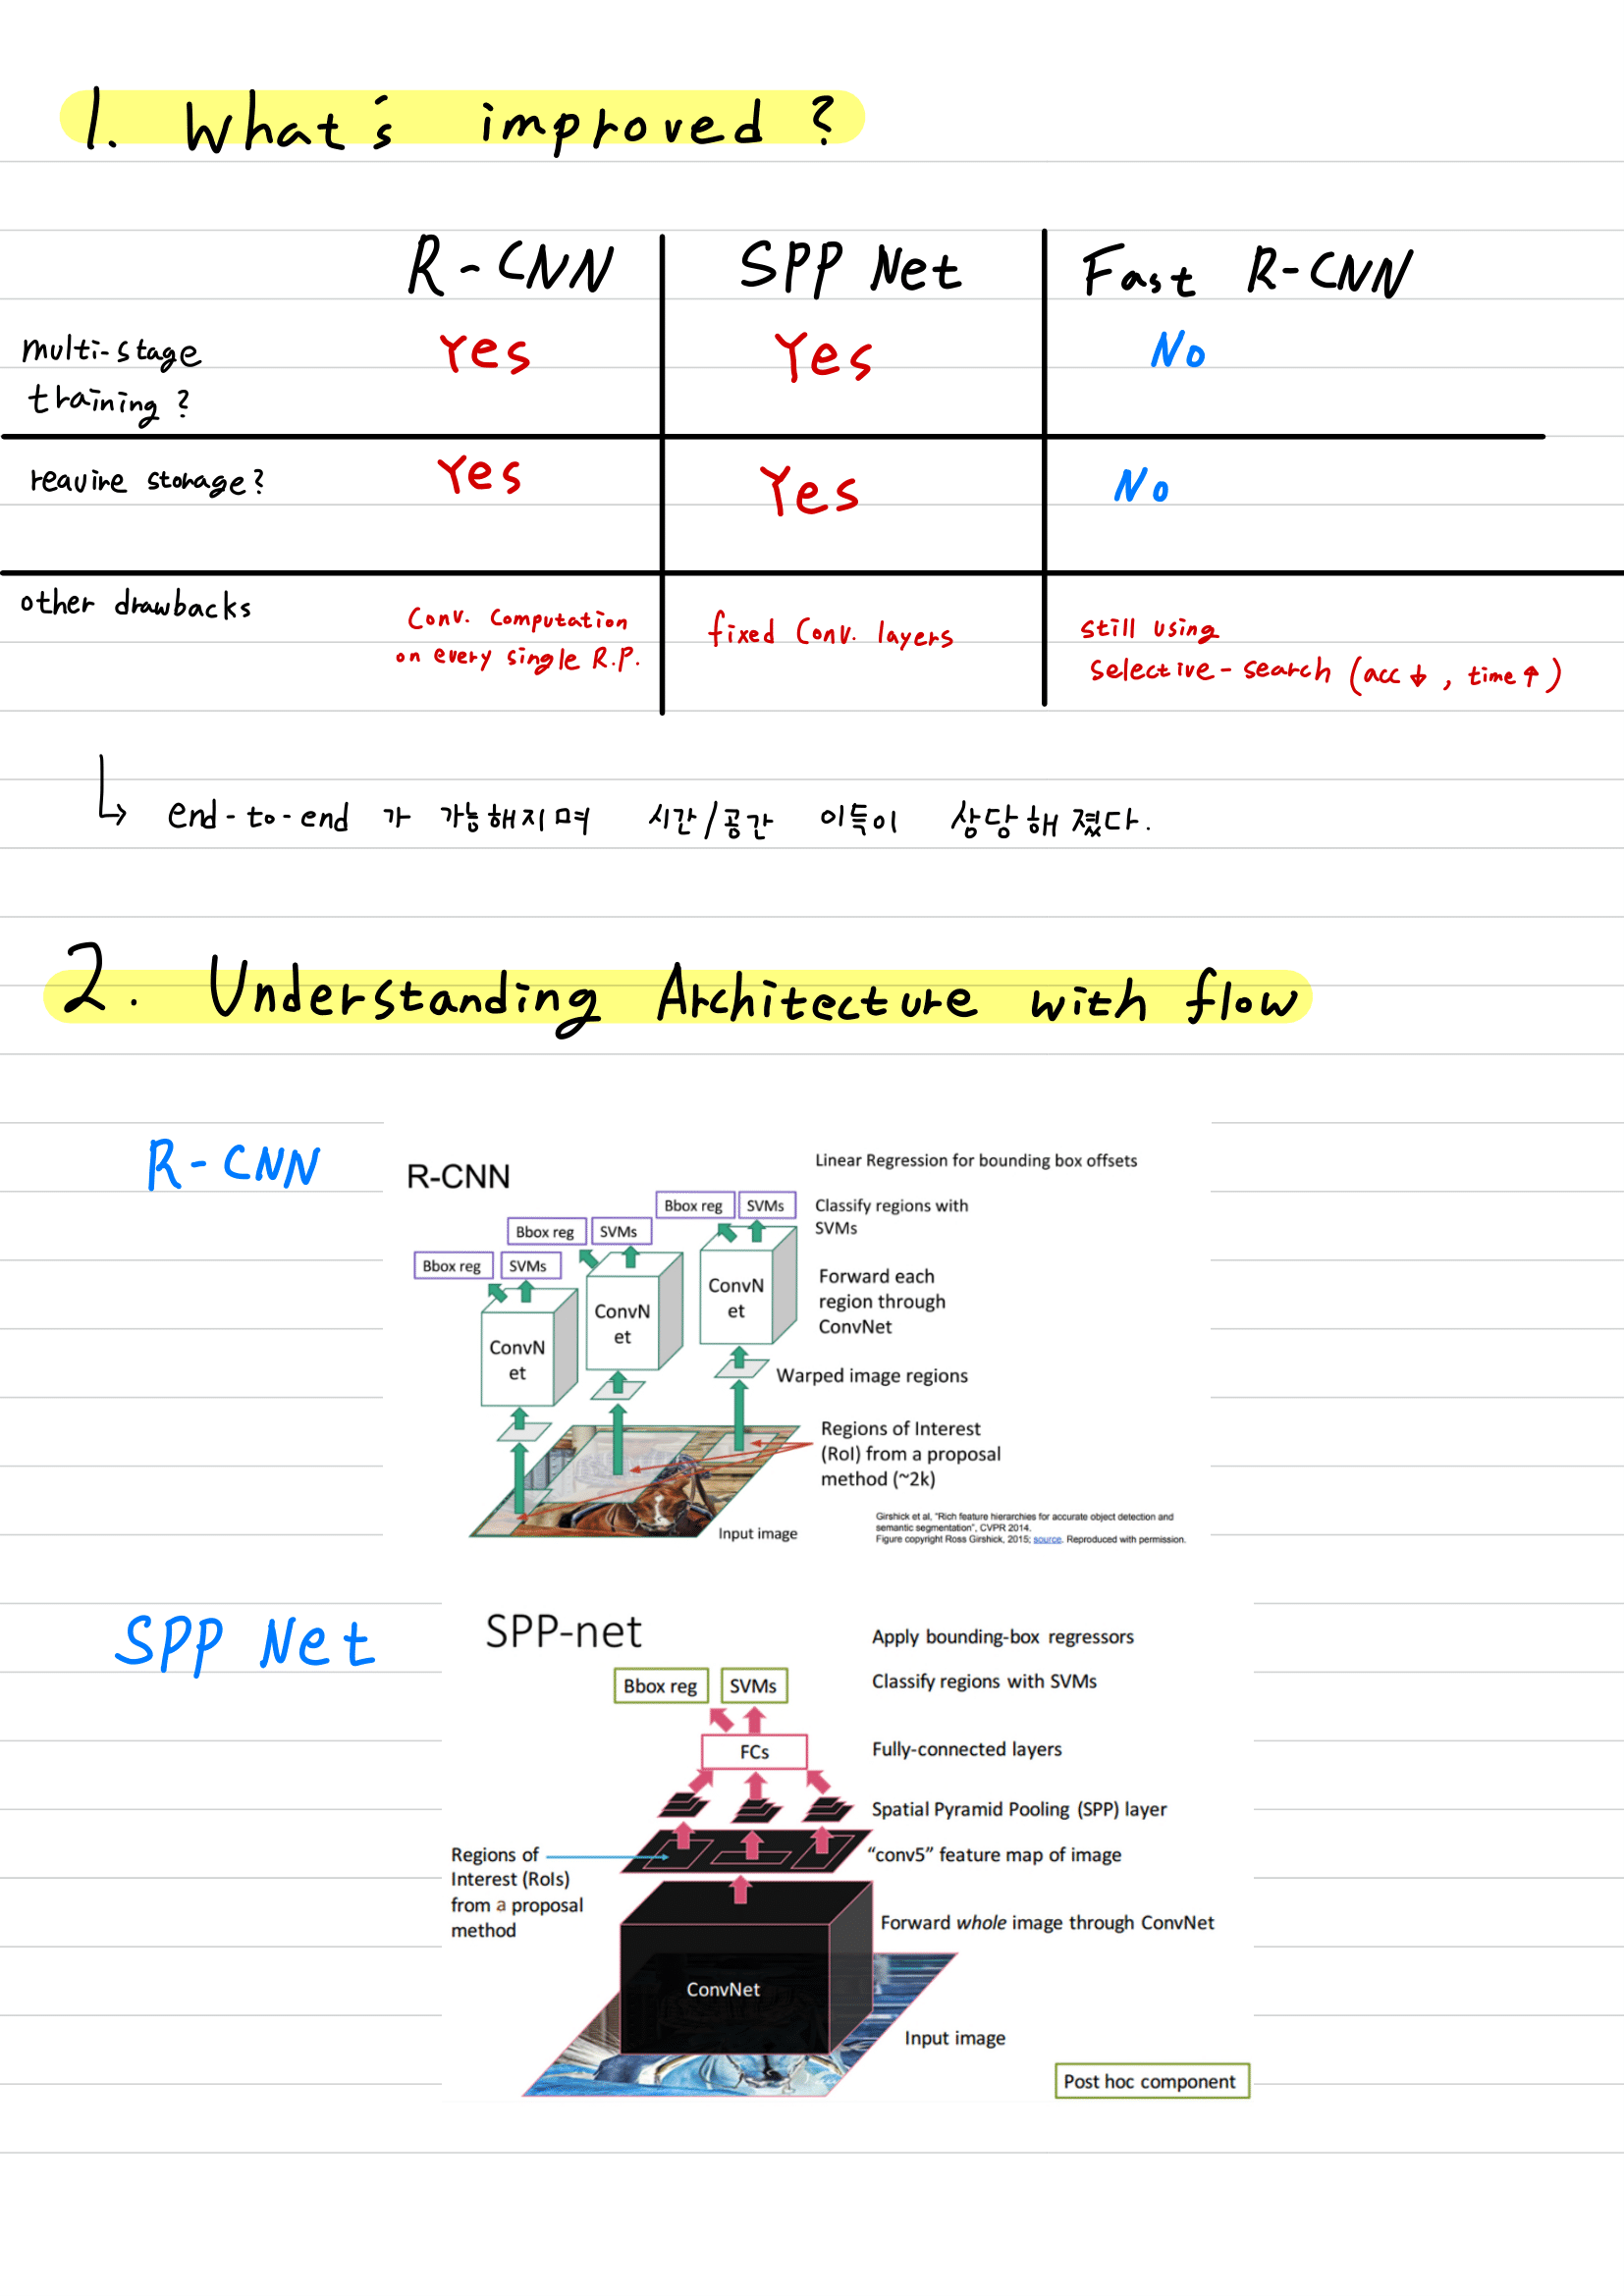 1. What's improved ?
R-CNN SPP Net Fast R-CNN
multi-stage Yes Yes No
training ?
require storage? Yes Yes No
other drawbacks
Conv. Computation
on every single R.P.
fixed Conv. layers
still using
selective-search (acc ↓, time ↑)
↳ end-to-end 가 가능해지며 시간/공간 이득이 상당해 졌다.
2. Understanding Architecture with flow
R-CNN
R-CNN
Linear Regression for bounding box offsets
Bbox reg SVMs
Classify regions with
SVMs
Bbox reg SVMs
Bbox reg SVMs
Forward each
region through
ConvNet
ConvN
et
ConvN
et
ConvN
et
Warped image regions
Regions of Interest
(RoI) from a proposal
method (~2k)
Input image
Girshick et al, "Rich feature hierarchies for accurate object detection and
semantic segmentation", CVPR 2014.
Figure copyright Ross Girshick, 2015; source. Reproduced with permission.
SPP Net
SPP-net
Apply bounding-box regressors
Bbox reg SVMs
Classify regions with SVMs
FCs
Fully-connected layers
Spatial Pyramid Pooling (SPP) layer
Regions of
Interest (RoIs)
from a proposal
method
“conv5” feature map of image
Forward whole image through ConvNet
ConvNet
Input image
Post hoc component